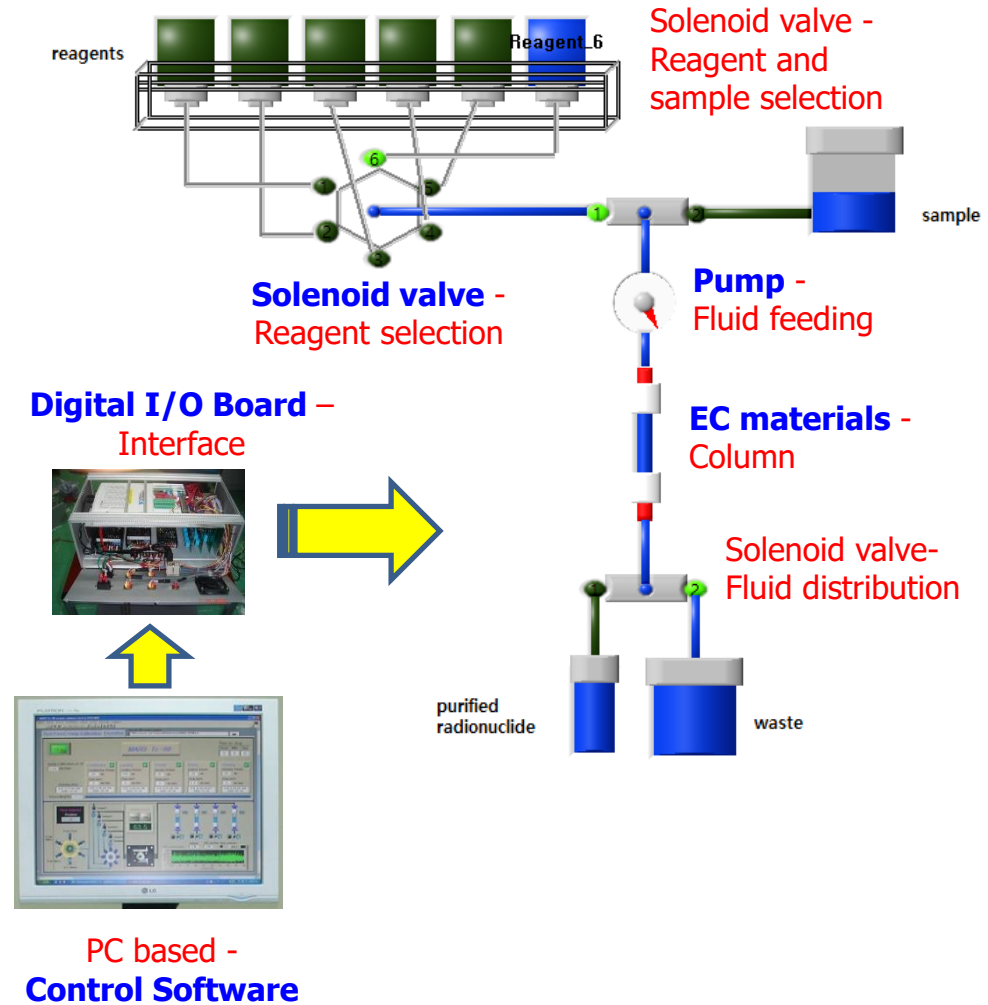 Solenoid valve -
Reagent and
sample selection
reagents
Reagent_6
6
1
5
2
4
3
1
2
sample
Solenoid valve -
Reagent selection
Pump -
Fluid feeding
Digital I/O Board –
Interface
EC materials -
Column
Solenoid valve-
Fluid distribution
1
2
purified
radionuclide
waste
LG
PC based -
Control Software